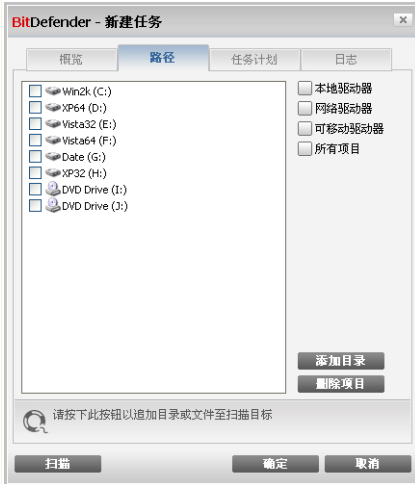 BitDefender - 新建任务
概览 路径 任务计划 日志
Win2k (C:)
XP64 (D:)
Vista32 (E:)
Vista64 (F:)
Date (G:)
XP32 (H:)
DVD Drive (I:)
DVD Drive (J:)
本地驱动器
网络驱动器
可移动驱动器
所有项目
添加目录
删除项目
请按下此按钮以追加目录或文件至扫描目标
扫描 确定 取消